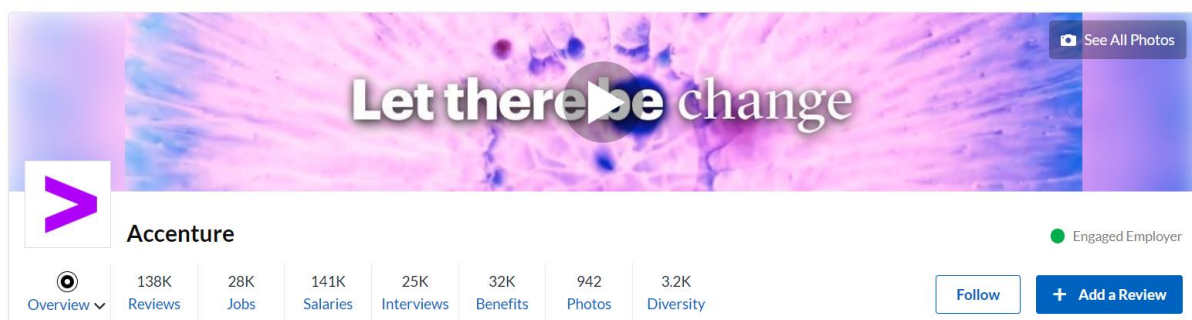 See All Photos
Let there be change
Accenture
Engaged Employer
138K 28K 141K 25K 32K 942 3.2K
Overview Reviews Jobs Salaries Interviews Benefits Photos Diversity
Follow
+ Add a Review